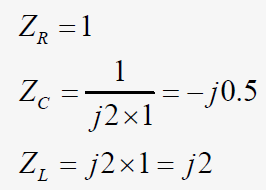 Z_R = 1
Z_C = 1 / (j2×1) = −j0.5
Z_L = j2×1 = j2